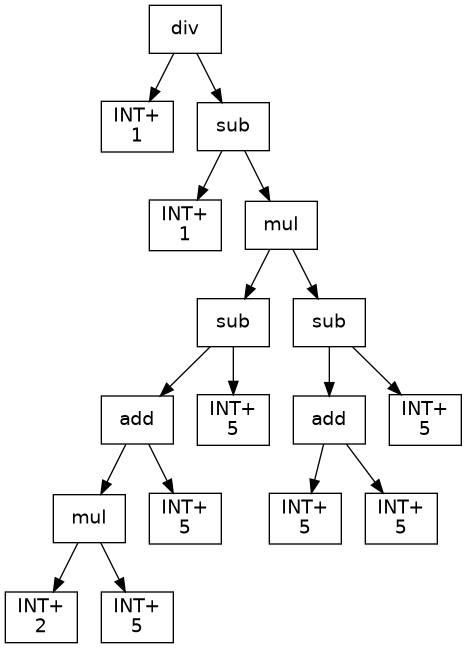 div
INT+
1
sub
INT+
1
mul
sub
sub
add
INT+
5
add
INT+
5
mul
INT+
5
INT+
5
INT+
5
INT+
2
INT+
5